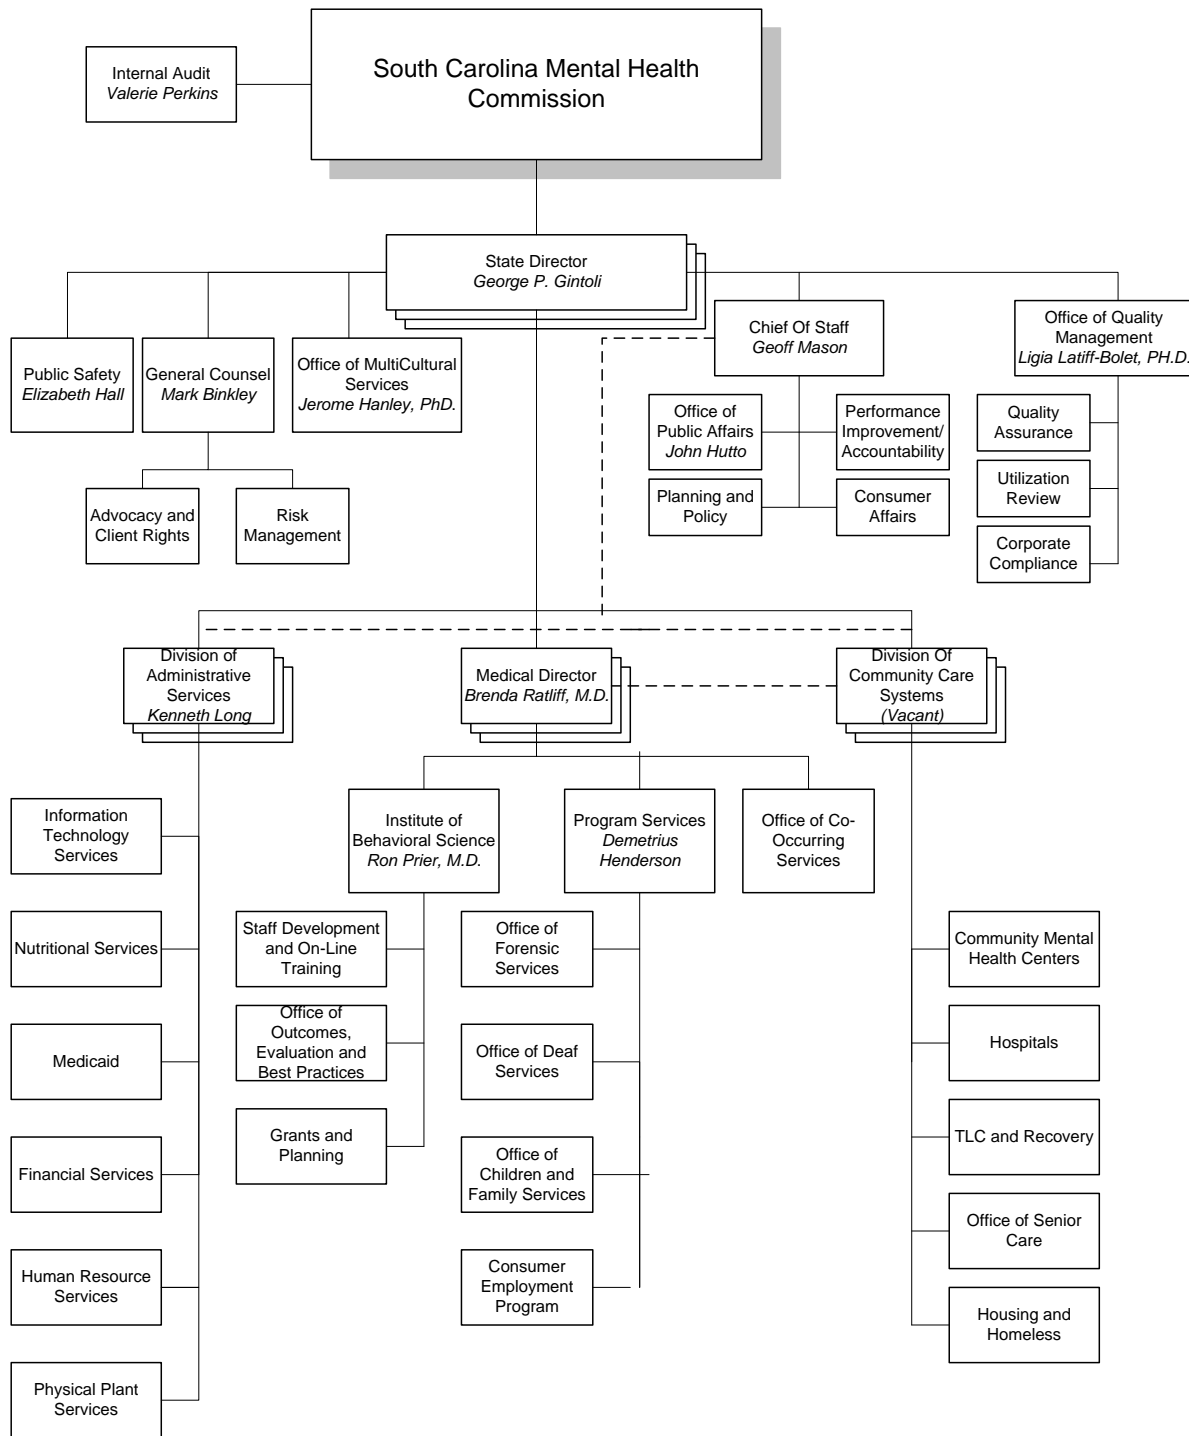 South Carolina Mental Health
Commission
Internal Audit
Valerie Perkins
State Director
George P. Gintoli
Public Safety
Elizabeth Hall
General Counsel
Mark Binkley
Office of MultiCultural
Services
Jerome Hanley, PhD.
Chief Of Staff
Geoff Mason
Office of Quality
Management
Ligia Latiff-Bolet, PH.D.
Advocacy and
Client Rights
Risk
Management
Office of
Public Affairs
John Hutto
Performance
Improvement/
Accountability
Planning and
Policy
Consumer
Affairs
Quality
Assurance
Utilization
Review
Corporate
Compliance
Division of
Administrative
Services
Kenneth Long
Medical Director
Brenda Ratliff, M.D.
Division Of
Community Care
Systems
(Vacant)
Information
Technology
Services
Nutritional Services
Medicaid
Financial Services
Human Resource
Services
Physical Plant
Services
Institute of
Behavioral Science
Ron Prier, M.D.
Program Services
Demetrius
Henderson
Office of Co-
Occurring
Services
Staff Development
and On-Line
Training
Office of
Outcomes,
Evaluation and
Best Practices
Grants and
Planning
Office of
Forensic
Services
Office of Deaf
Services
Office of
Children and
Family Services
Consumer
Employment
Program
Community Mental
Health Centers
Hospitals
TLC and Recovery
Office of Senior
Care
Housing and
Homeless